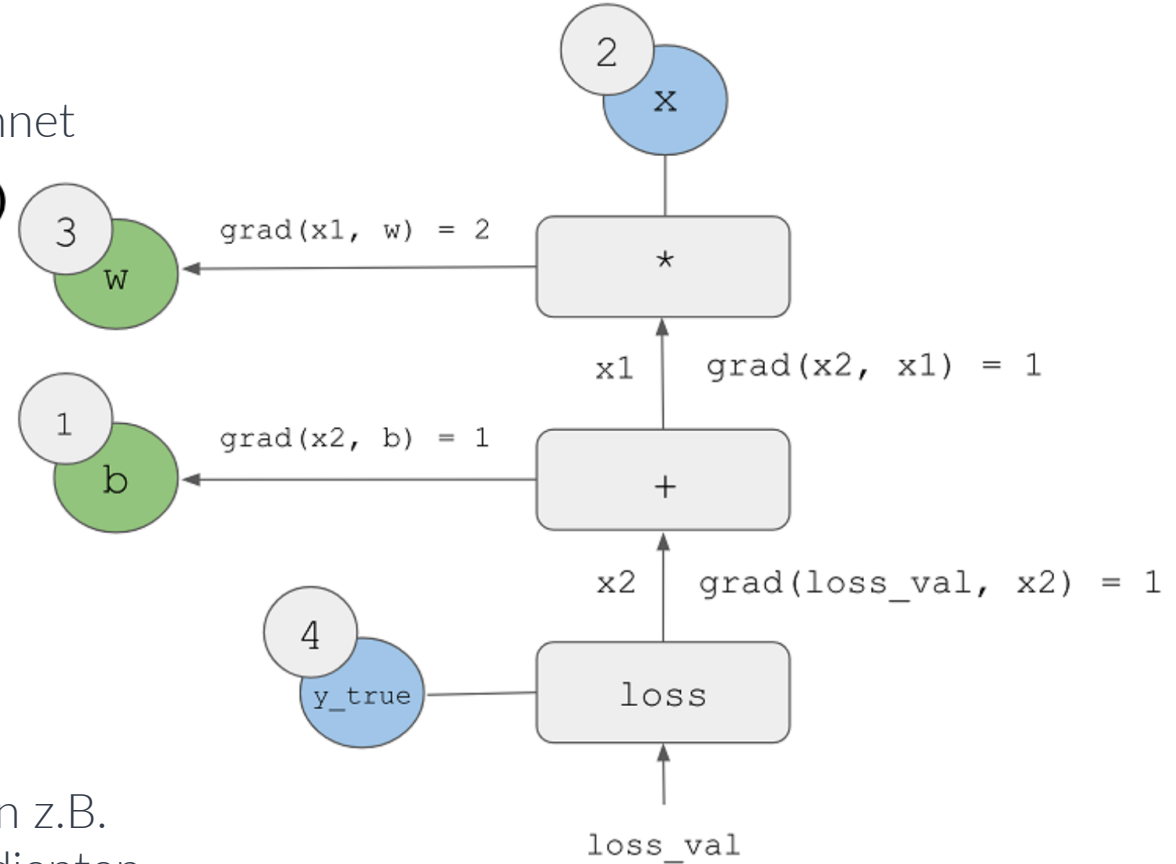 2
x
nnet
)
3
w
grad(x1, w) = 2
*
x1
grad(x2, x1) = 1
1
b
grad(x2, b) = 1
+
x2
grad(loss_val, x2) = 1
4
y_true
loss
n z.B.
loss_val